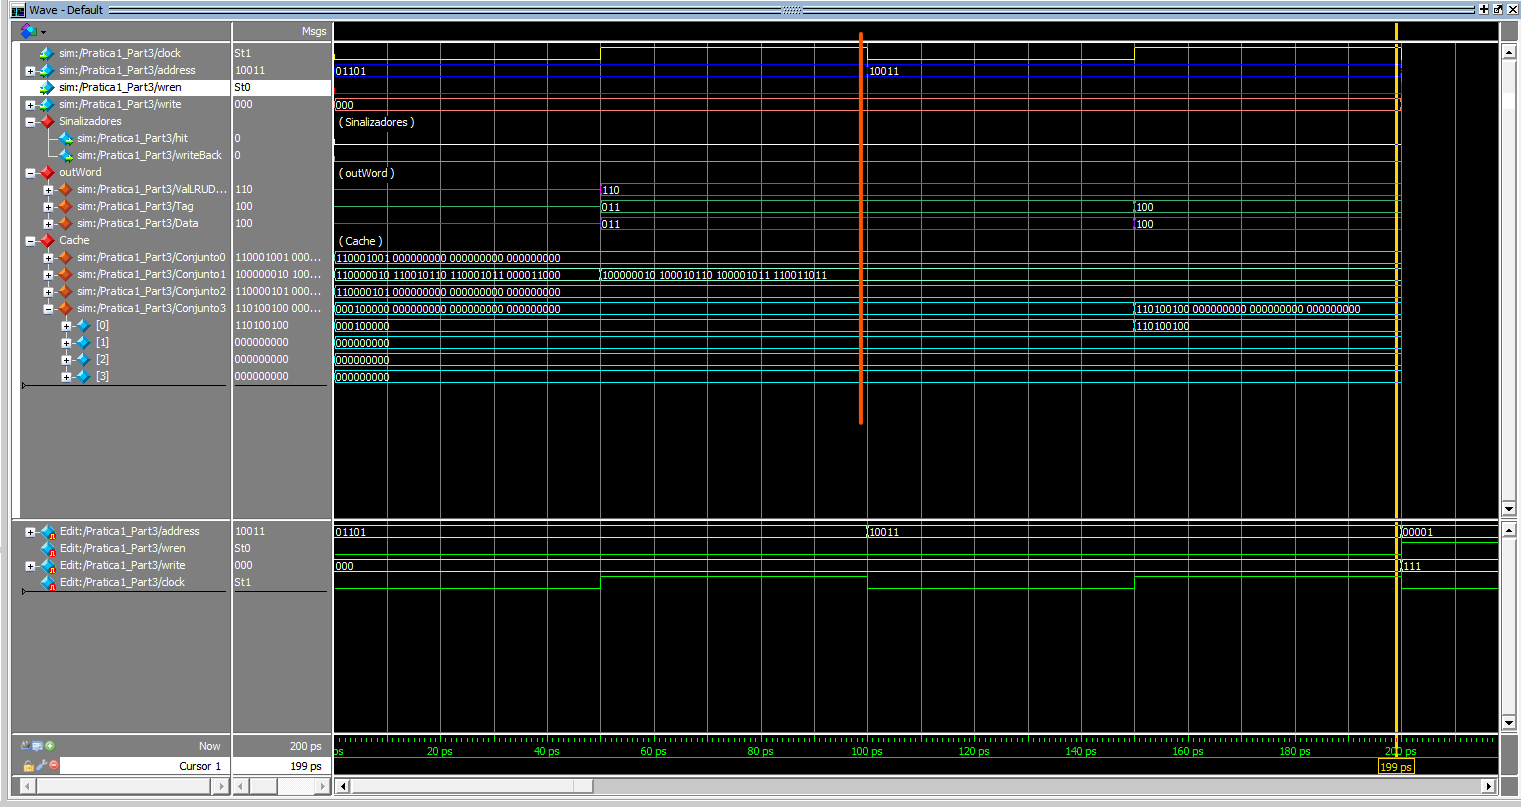 Wave - Default
Msgs
sim:/Pratica1_Part3/clock St1
sim:/Pratica1_Part3/address 10011 01101 10011
sim:/Pratica1_Part3/wren St0
sim:/Pratica1_Part3/write 000 000
Sinalizadores ( Sinalizadores )
sim:/Pratica1_Part3/hit 0
sim:/Pratica1_Part3/writeBack 0
outWord ( outWord )
sim:/Pratica1_Part3/ValLRUD... 110 110
sim:/Pratica1_Part3/Tag 100 011 100
sim:/Pratica1_Part3/Data 100 011 100
Cache ( Cache )
sim:/Pratica1_Part3/Conjunto0 110001001 000... 110001001 000000000 000000000 000000000
sim:/Pratica1_Part3/Conjunto1 100000010 100... 110000010 110010110 110001011 000011000 100000010 100010110 100001011 110011011
sim:/Pratica1_Part3/Conjunto2 110000101 000... 110000101 000000000 000000000 000000000
sim:/Pratica1_Part3/Conjunto3 110100100 000... 000100000 000000000 000000000 000000000 110100100 000000000 000000000 000000000
[0] 110100100 000100000 110100100
[1] 000000000 000000000
[2] 000000000 000000000
[3] 000000000 000000000
Edit:/Pratica1_Part3/address 10011 01101 10011 00001
Edit:/Pratica1_Part3/wren St0
Edit:/Pratica1_Part3/write 000 000 111
Edit:/Pratica1_Part3/clock St1
Now 200 ps ps 20 ps 40 ps 60 ps 80 ps 100 ps 120 ps 140 ps 160 ps 180 ps 200 ps
Cursor 1 199 ps 199 ps